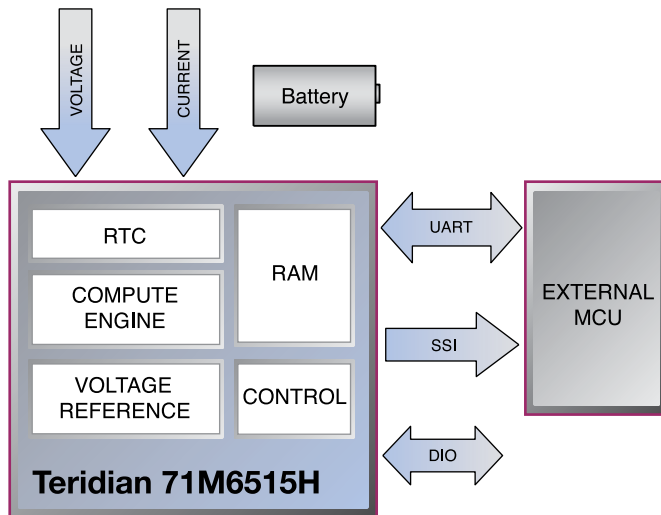 VOLTAGE
CURRENT
Battery
RTC
COMPUTE
ENGINE
VOLTAGE
REFERENCE
RAM
CONTROL
Teridian 71M6515H
UART
SSI
DIO
EXTERNAL
MCU